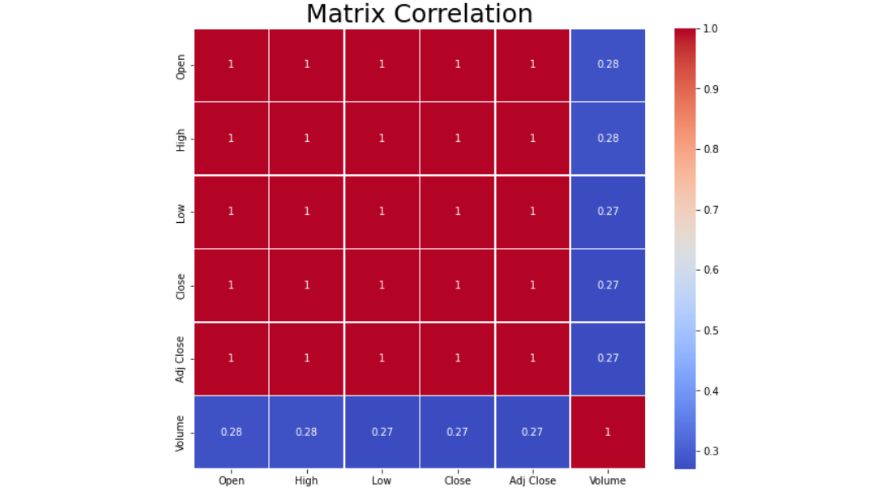 Matrix Correlation
Open 1 1 1 1 1 0.28
High 1 1 1 1 1 0.28
Low 1 1 1 1 1 0.27
Close 1 1 1 1 1 0.27
Adj Close 1 1 1 1 1 0.27
Volume 0.28 0.28 0.27 0.27 0.27 1
Open High Low Close Adj Close Volume
1.0
0.9
0.8
0.7
0.6
0.5
0.4
0.3